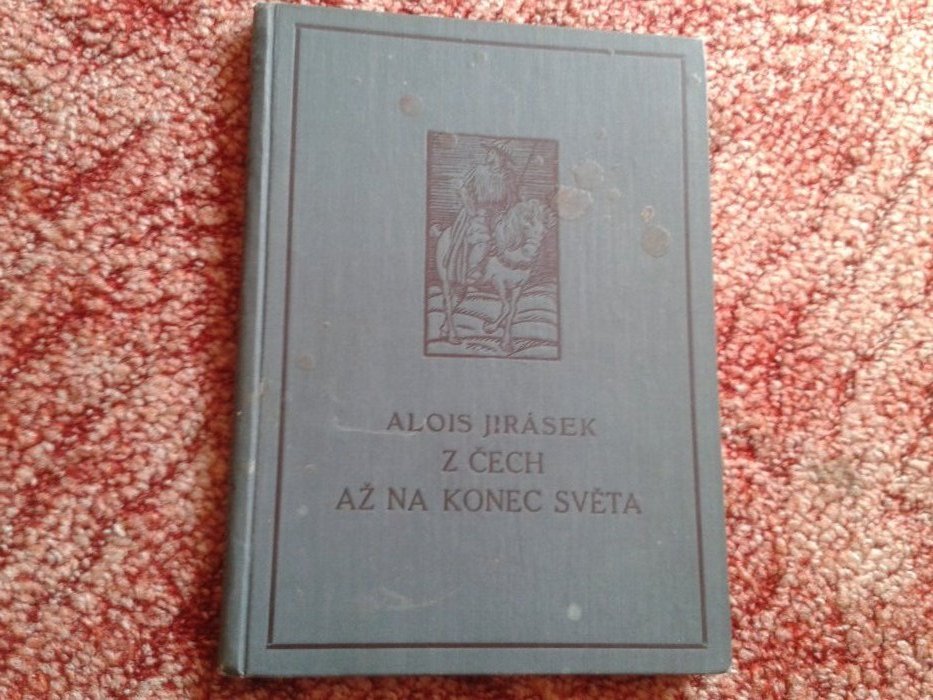 ALOIS JIRÁSEK
Z ČECH
AŽ NA KONEC SVĚTA